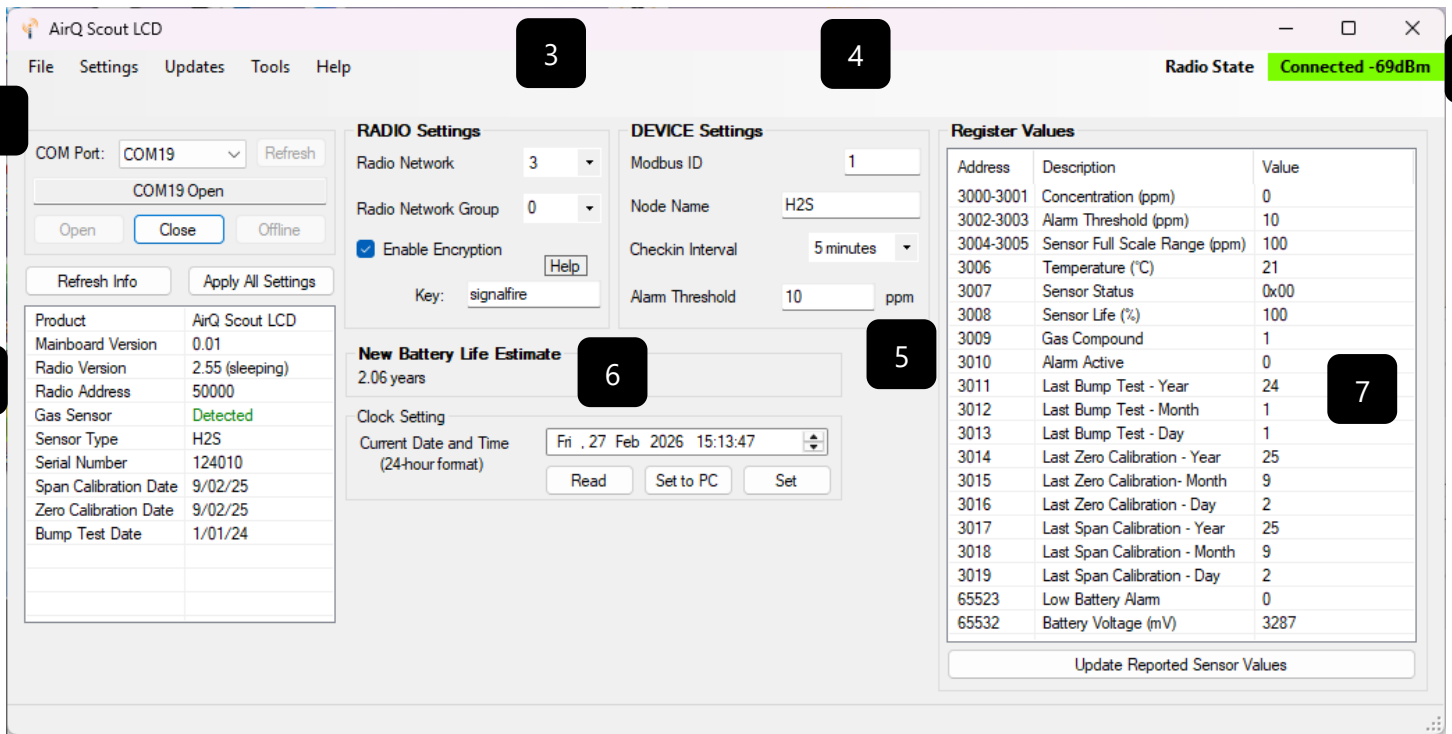 AirQ Scout LCD
File Settings Updates Tools Help
3
4
Radio State Connected -69dBm
COM Port: COM19 Refresh
COM19 Open
Open Close Offline
Refresh Info Apply All Settings
Product AirQ Scout LCD
Mainboard Version 0.01
Radio Version 2.55 (sleeping)
Radio Address 50000
Gas Sensor Detected
Sensor Type H2S
Serial Number 124010
Span Calibration Date 9/02/25
Zero Calibration Date 9/02/25
Bump Test Date 1/01/24
RADIO Settings
Radio Network 3
Radio Network Group 0
Enable Encryption
Help
Key: signalfire
DEVICE Settings
Modbus ID 1
Node Name H2S
Checkin Interval 5 minutes
Alarm Threshold 10 ppm
5
New Battery Life Estimate
2.06 years
6
Clock Setting
Current Date and Time
(24-hour format)
Fri , 27 Feb 2026 15:13:47
Read Set to PC Set
Register Values
Address Description Value
3000-3001 Concentration (ppm) 0
3002-3003 Alarm Threshold (ppm) 10
3004-3005 Sensor Full Scale Range (ppm) 100
3006 Temperature (°C) 21
3007 Sensor Status 0x00
3008 Sensor Life (%) 100
3009 Gas Compound 1
3010 Alarm Active 0
3011 Last Bump Test - Year 24
3012 Last Bump Test - Month 1
3013 Last Bump Test - Day 1
3014 Last Zero Calibration - Year 25
3015 Last Zero Calibration- Month 9
3016 Last Zero Calibration - Day 2
3017 Last Span Calibration - Year 25
3018 Last Span Calibration - Month 9
3019 Last Span Calibration - Day 2
65523 Low Battery Alarm 0
65532 Battery Voltage (mV) 3287
7
Update Reported Sensor Values